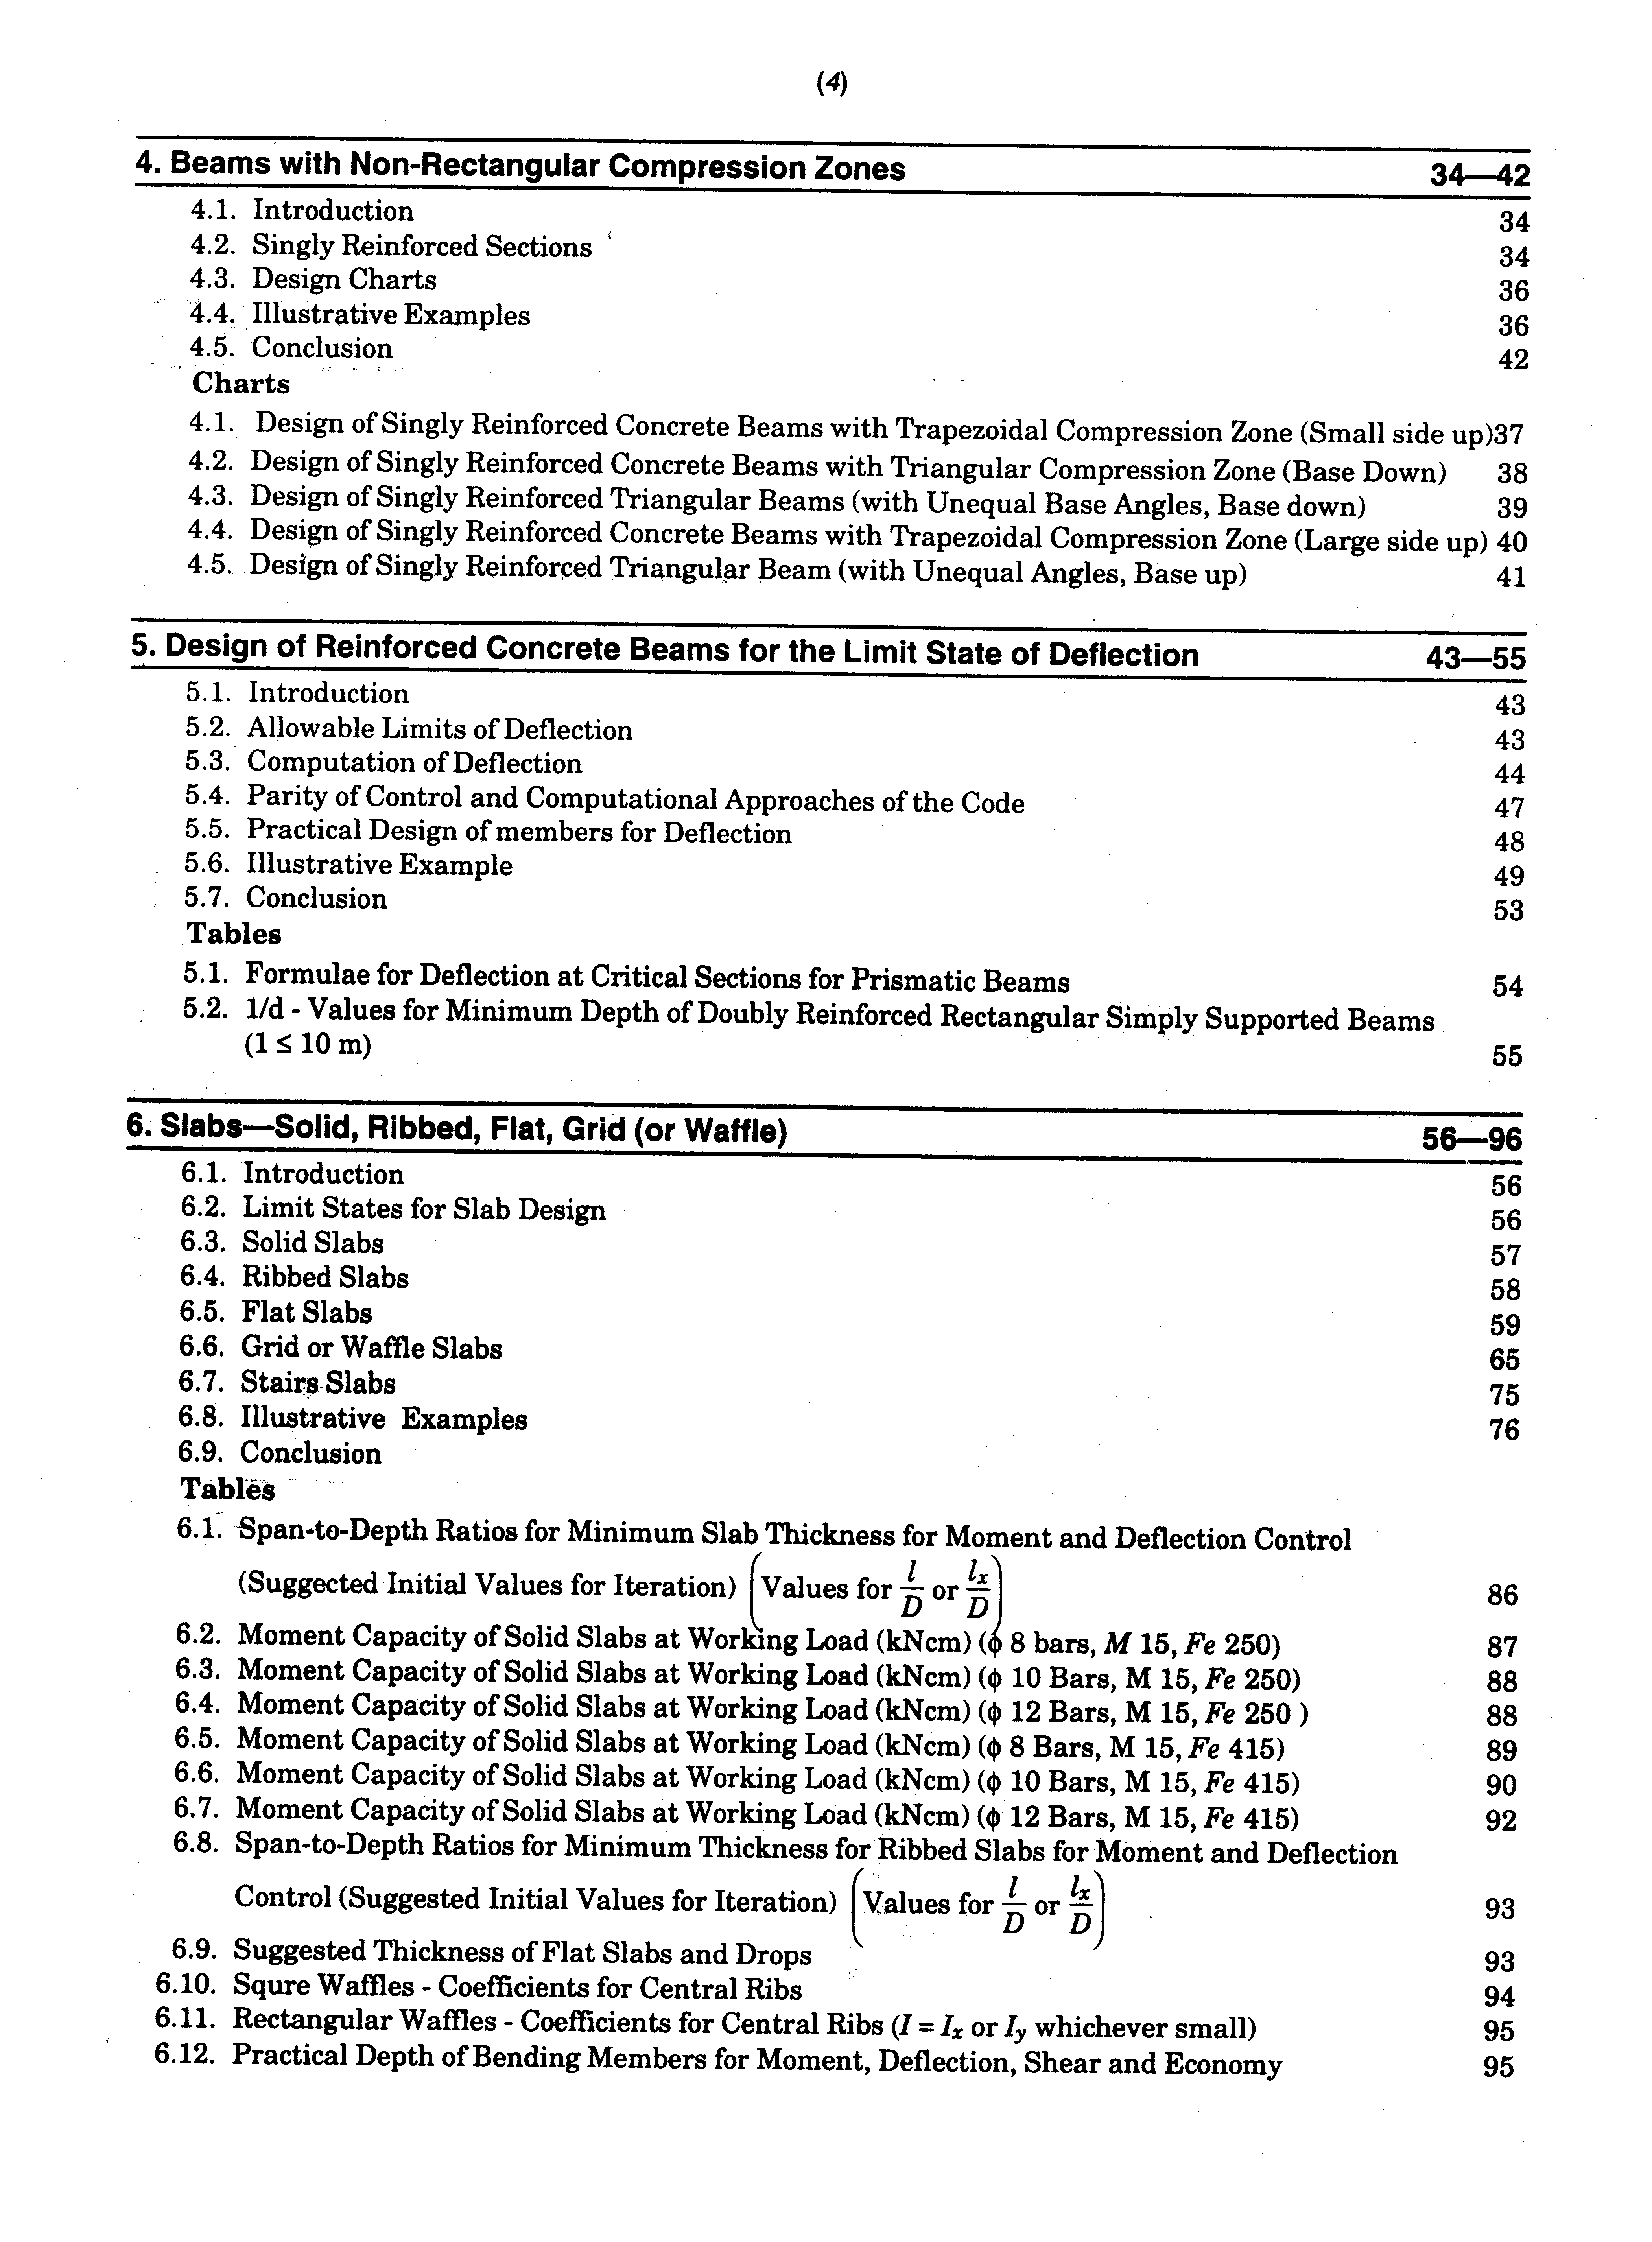 (4)
4. Beams with Non-Rectangular Compression Zones 34—42
4.1. Introduction 34
4.2. Singly Reinforced Sections 34
4.3. Design Charts 36
4.4. Illustrative Examples 36
4.5. Conclusion 42
Charts
4.1. Design of Singly Reinforced Concrete Beams with Trapezoidal Compression Zone (Small side up)37
4.2. Design of Singly Reinforced Concrete Beams with Triangular Compression Zone (Base Down) 38
4.3. Design of Singly Reinforced Triangular Beams (with Unequal Base Angles, Base down) 39
4.4. Design of Singly Reinforced Concrete Beams with Trapezoidal Compression Zone (Large side up) 40
4.5. Design of Singly Reinforced Triangular Beam (with Unequal Angles, Base up) 41
5. Design of Reinforced Concrete Beams for the Limit State of Deflection 43—55
5.1. Introduction 43
5.2. Allowable Limits of Deflection 43
5.3. Computation of Deflection 44
5.4. Parity of Control and Computational Approaches of the Code 47
5.5. Practical Design of members for Deflection 48
5.6. Illustrative Example 49
5.7. Conclusion 53
Tables
5.1. Formulae for Deflection at Critical Sections for Prismatic Beams 54
5.2. 1/d - Values for Minimum Depth of Doubly Reinforced Rectangular Simply Supported Beams
(1 ≤ 10 m) 55
6. Slabs—Solid, Ribbed, Flat, Grid (or Waffle) 56—96
6.1. Introduction 56
6.2. Limit States for Slab Design 56
6.3. Solid Slabs 57
6.4. Ribbed Slabs 58
6.5. Flat Slabs 59
6.6. Grid or Waffle Slabs 65
6.7. Stairs Slabs 75
6.8. Illustrative Examples 76
6.9. Conclusion
Tables
6.1. Span-to-Depth Ratios for Minimum Slab Thickness for Moment and Deflection Control
(Suggected Initial Values for Iteration) (Values for l/D or lx/D) 86
6.2. Moment Capacity of Solid Slabs at Working Load (kNcm) (φ 8 bars, M 15, Fe 250) 87
6.3. Moment Capacity of Solid Slabs at Working Load (kNcm) (φ 10 Bars, M 15, Fe 250) 88
6.4. Moment Capacity of Solid Slabs at Working Load (kNcm) (φ 12 Bars, M 15, Fe 250 ) 88
6.5. Moment Capacity of Solid Slabs at Working Load (kNcm) (φ 8 Bars, M 15, Fe 415) 89
6.6. Moment Capacity of Solid Slabs at Working Load (kNcm) (φ 10 Bars, M 15, Fe 415) 90
6.7. Moment Capacity of Solid Slabs at Working Load (kNcm) (φ 12 Bars, M 15, Fe 415) 92
6.8. Span-to-Depth Ratios for Minimum Thickness for Ribbed Slabs for Moment and Deflection
Control (Suggested Initial Values for Iteration) (Values for l/D or lx/D) 93
6.9. Suggested Thickness of Flat Slabs and Drops 93
6.10. Squre Waffles - Coefficients for Central Ribs 94
6.11. Rectangular Waffles - Coefficients for Central Ribs (I = Ix or Iy whichever small) 95
6.12. Practical Depth of Bending Members for Moment, Deflection, Shear and Economy 95